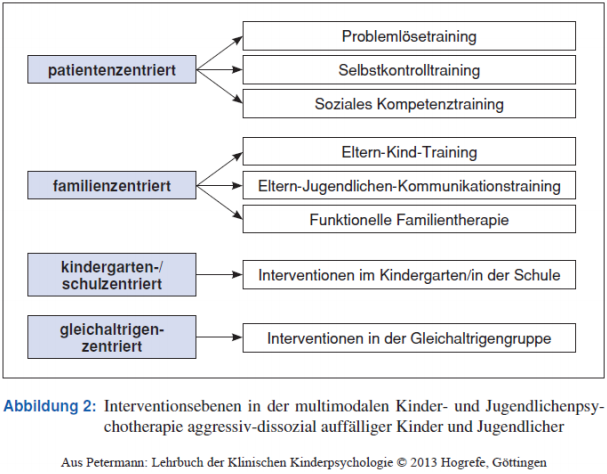 patientenzentriert
Problemlösetraining
Selbstkontrolltraining
Soziales Kompetenztraining
familienzentriert
Eltern-Kind-Training
Eltern-Jugendlichen-Kommunikationstraining
Funktionelle Familientherapie
kindergarten-/
schulzentriert
Interventionen im Kindergarten/in der Schule
gleichaltrigen-
zentriert
Interventionen in der Gleichaltrigengruppe
Abbildung 2: Interventionsebenen in der multimodalen Kinder- und Jugendlichenpsy-
chotherapie aggressiv-dissozial auffälliger Kinder und Jugendlicher
Aus Petermann: Lehrbuch der Klinischen Kinderpsychologie © 2013 Hogrefe, Göttingen